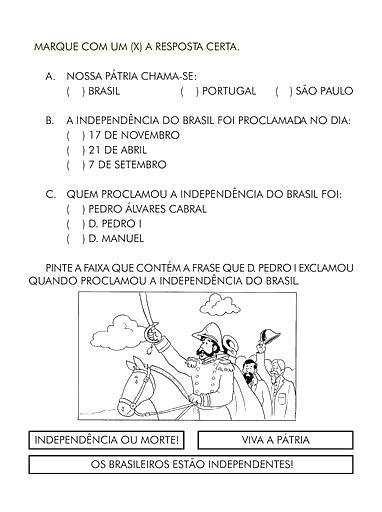 MARQUE COM UM (X) A RESPOSTA CERTA.
A. NOSSA PÁTRIA CHAMA-SE:
( ) BRASIL ( ) PORTUGAL ( ) SÃO PAULO
B. A INDEPENDÊNCIA DO BRASIL FOI PROCLAMADA NO DIA:
( ) 17 DE NOVEMBRO
( ) 21 DE ABRIL
( ) 7 DE SETEMBRO
C. QUEM PROCLAMOU A INDEPENDÊNCIA DO BRASIL FOI:
( ) PEDRO ÁLVARES CABRAL
( ) D. PEDRO I
( ) D. MANUEL
PINTE A FAIXA QUE CONTÉM A FRASE QUE D. PEDRO I EXCLAMOU
QUANDO PROCLAMOU A INDEPENDÊNCIA DO BRASIL.
INDEPENDÊNCIA OU MORTE! VIVA A PÁTRIA
OS BRASILEIROS ESTÃO INDEPENDENTES!